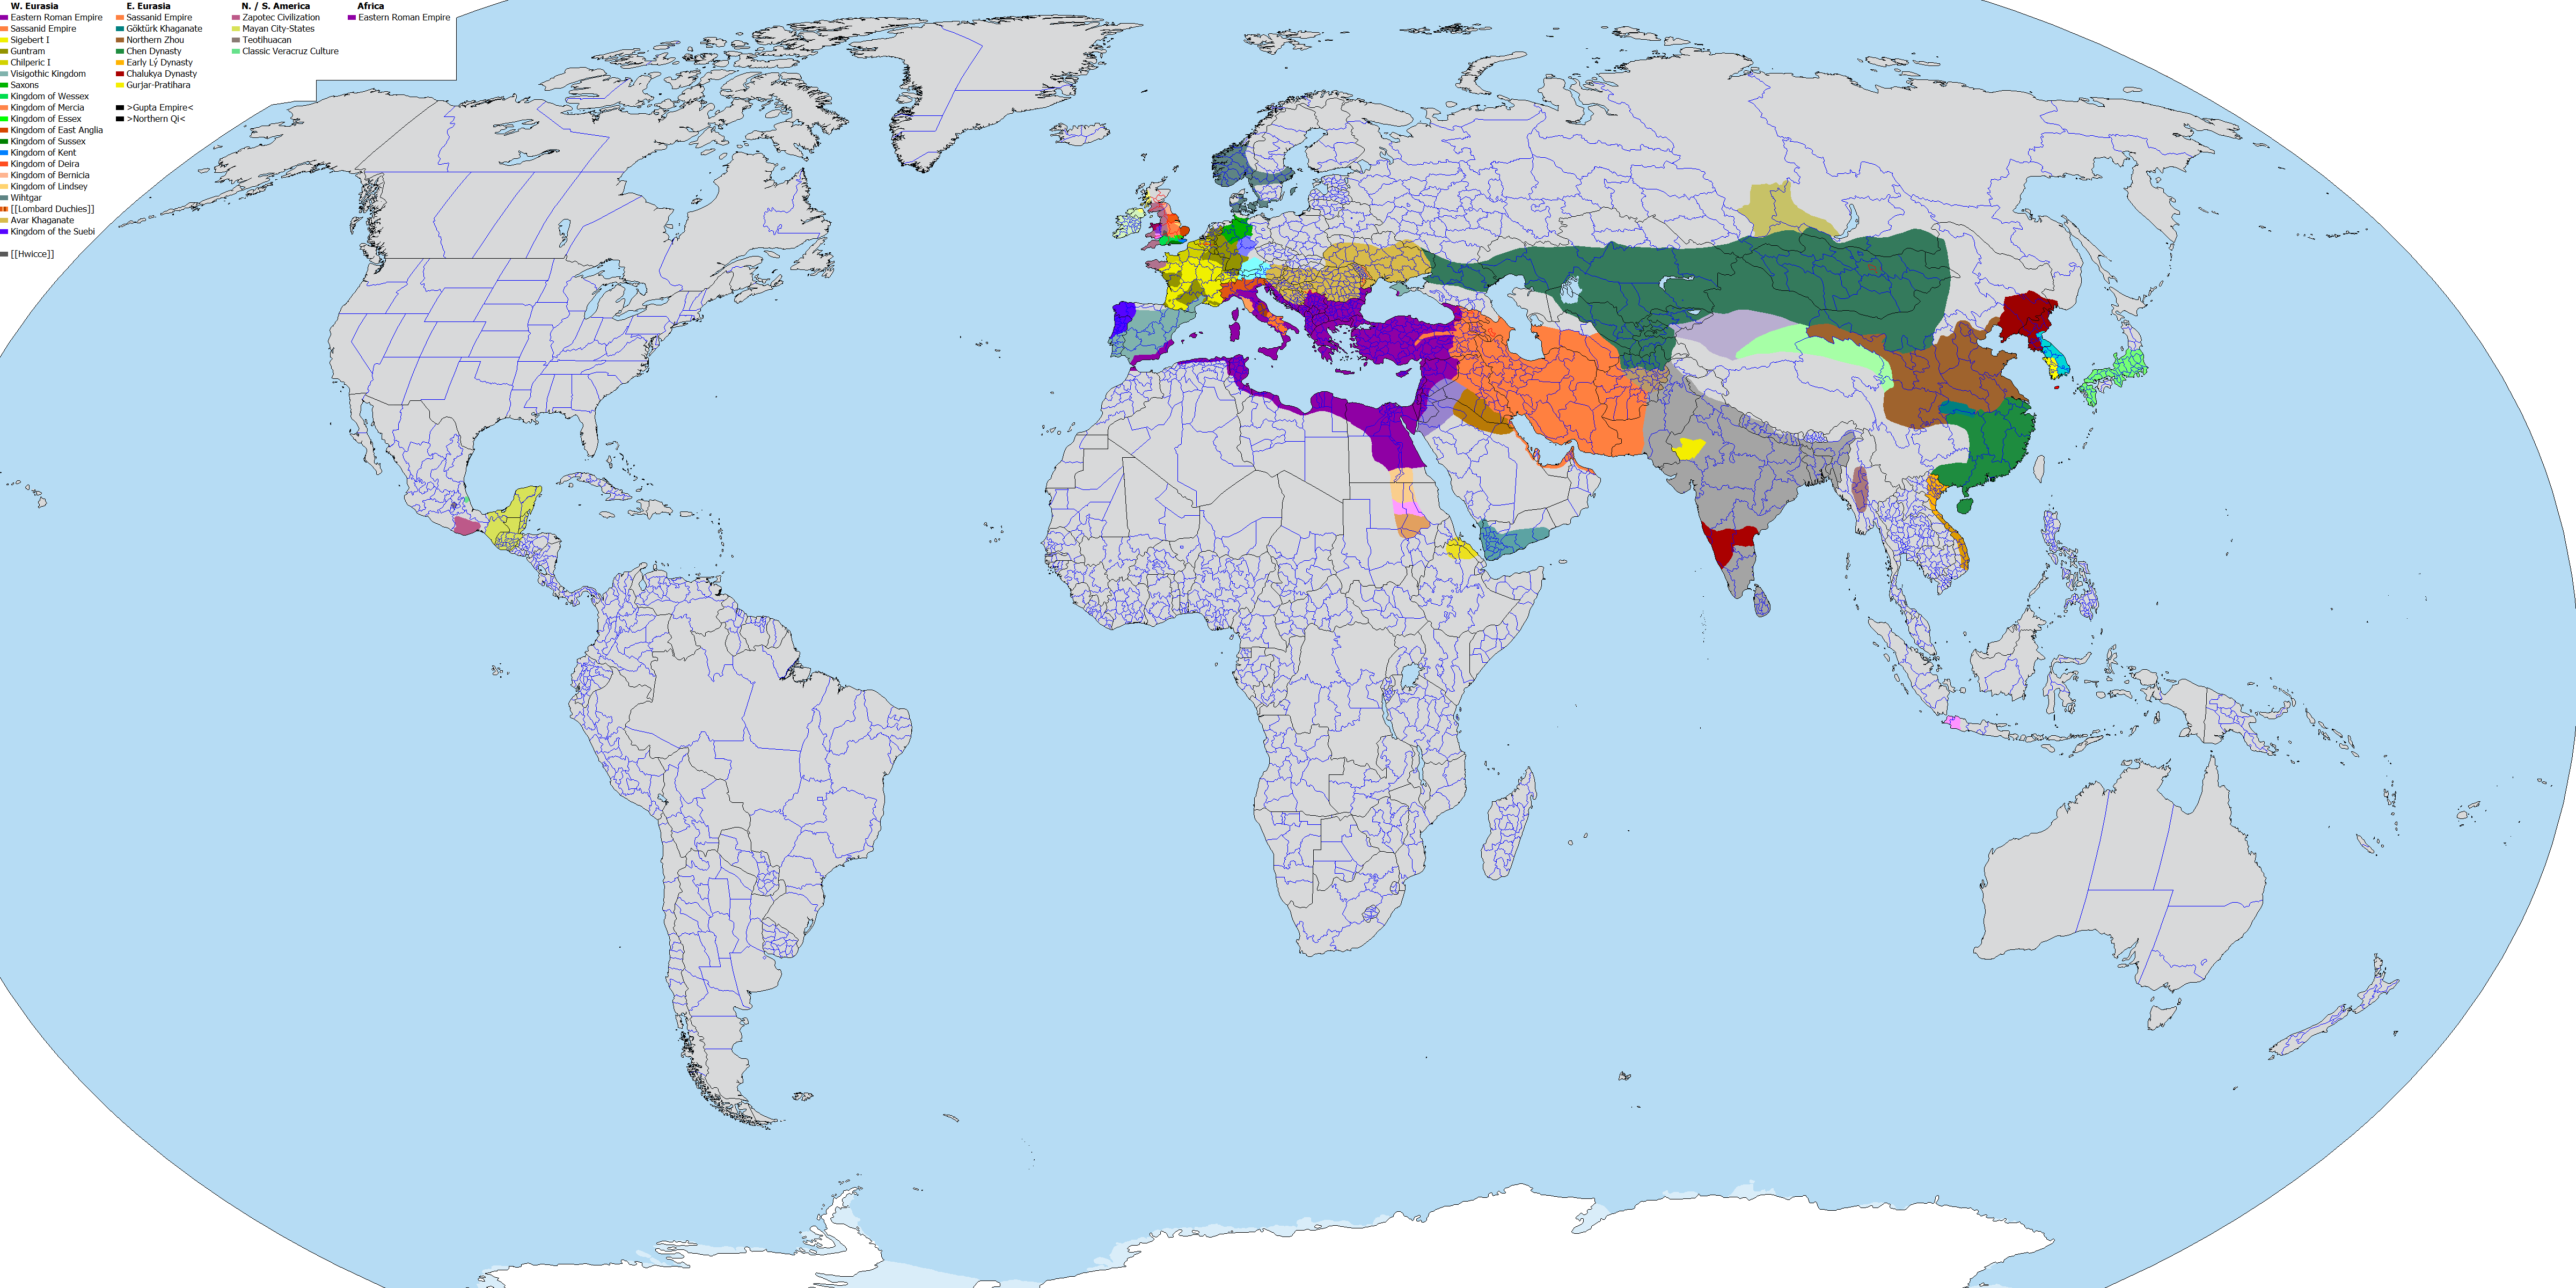 W. Eurasia
Eastern Roman Empire
Sassanid Empire
Sigebert I
Guntram
Chilperic I
Visigothic Kingdom
Saxons
Kingdom of Wessex
Kingdom of Mercia
Kingdom of Essex
Kingdom of East Anglia
Kingdom of Sussex
Kingdom of Kent
Kingdom of Deira
Kingdom of Bernicia
Kingdom of Lindsey
Wihtgar
[[Lombard Duchies]]
Avar Khaganate
Kingdom of the Suebi
[[Hwicce]]
E. Eurasia
Sassanid Empire
Göktürk Khaganate
Northern Zhou
Chen Dynasty
Early Lý Dynasty
Chalukya Dynasty
Gurjar-Pratihara
>Gupta Empire<
>Northern Qi<
N. / S. America
Zapotec Civilization
Mayan City-States
Teotihuacan
Classic Veracruz Culture
Africa
Eastern Roman Empire